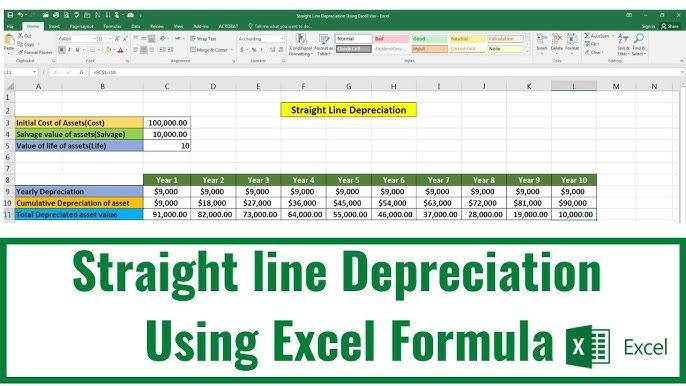 Straight Line Depreciation Using Excel.xlsx - Excel
File Home Insert Page Layout Formulas Data Review View Add-ins ACROBAT Tell me what you want to do...
Cut
Copy
Format Painter
Paste
Clipboard
Calibri 11
Font
Wrap Text
Merge & Center
Alignment
General
Number
Conditional Formatting
Format as Table
Normal Bad Good Neutral Calculation
Check Cell Explanatory ... Input Linked Cell Note
Styles
Insert Delete Format
Cells
AutoSum
Fill
Clear
Sort & Filter
Find & Select
Editing
L11
A B C D E F G H I J K L M N
1
2 Straight Line Depreciation
3 Initial Cost of Assets(Cost) 100,000.00
4 Salvage value of assets(Salvage) 10,000.00
5 Value of life of assets(Life) 10
6
7
8 Year 1 Year 2 Year 3 Year 4 Year 5 Year 6 Year 7 Year 8 Year 9 Year 10
9 Yearly Depreciation $9,000 $9,000 $9,000 $9,000 $9,000 $9,000 $9,000 $9,000 $9,000 $9,000
10 Cumulative Depreciation of asset $9,000 $18,000 $27,000 $36,000 $45,000 $54,000 $63,000 $72,000 $81,000 $90,000
11 Total Depreciated asset value 91,000.00 82,000.00 73,000.00 64,000.00 55,000.00 46,000.00 37,000.00 28,000.00 19,000.00 10,000.00
Straight line Depreciation
Using Excel Formula X Excel